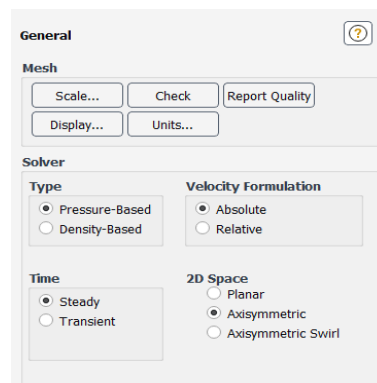 General
?
Mesh
Scale... Check Report Quality
Display... Units...
Solver
Type Velocity Formulation
Pressure-Based Absolute
Density-Based Relative
Time 2D Space
Planar
Steady Axisymmetric
Transient Axisymmetric Swirl